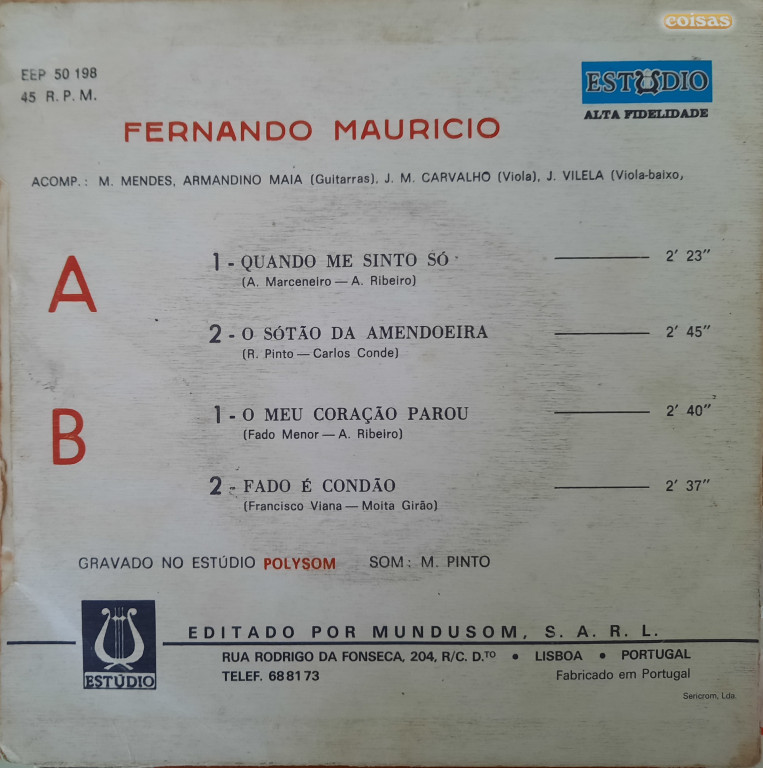 coisas
EEP 50 198
45 R. P. M.
ESTÚDIO
ALTA FIDELIDADE
FERNANDO MAURICIO
ACOMP.: M. MENDES, ARMANDINO MAIA (Guitarras), J. M. CARVALHO (Viola), J. VILELA (Viola-baixo,
A
1 - QUANDO ME SINTO SÓ 2' 23"
(A. Marceneiro — A. Ribeiro)
2 - O SÓTÃO DA AMENDOEIRA 2' 45"
(R. Pinto — Carlos Conde)
B
1 - O MEU CORAÇÃO PAROU 2' 40"
(Fado Menor — A. Ribeiro)
2 - FADO É CONDÃO 2' 37"
(Francisco Viana — Moita Girão)
GRAVADO NO ESTÚDIO POLYSOM SOM: M. PINTO
ESTÚDIO
EDITADO POR MUNDUSOM, S. A. R. L.
RUA RODRIGO DA FONSECA, 204, R/C. D.TO • LISBOA • PORTUGAL
TELEF. 68 81 73 Fabricado em Portugal
Sericrom, Lda.